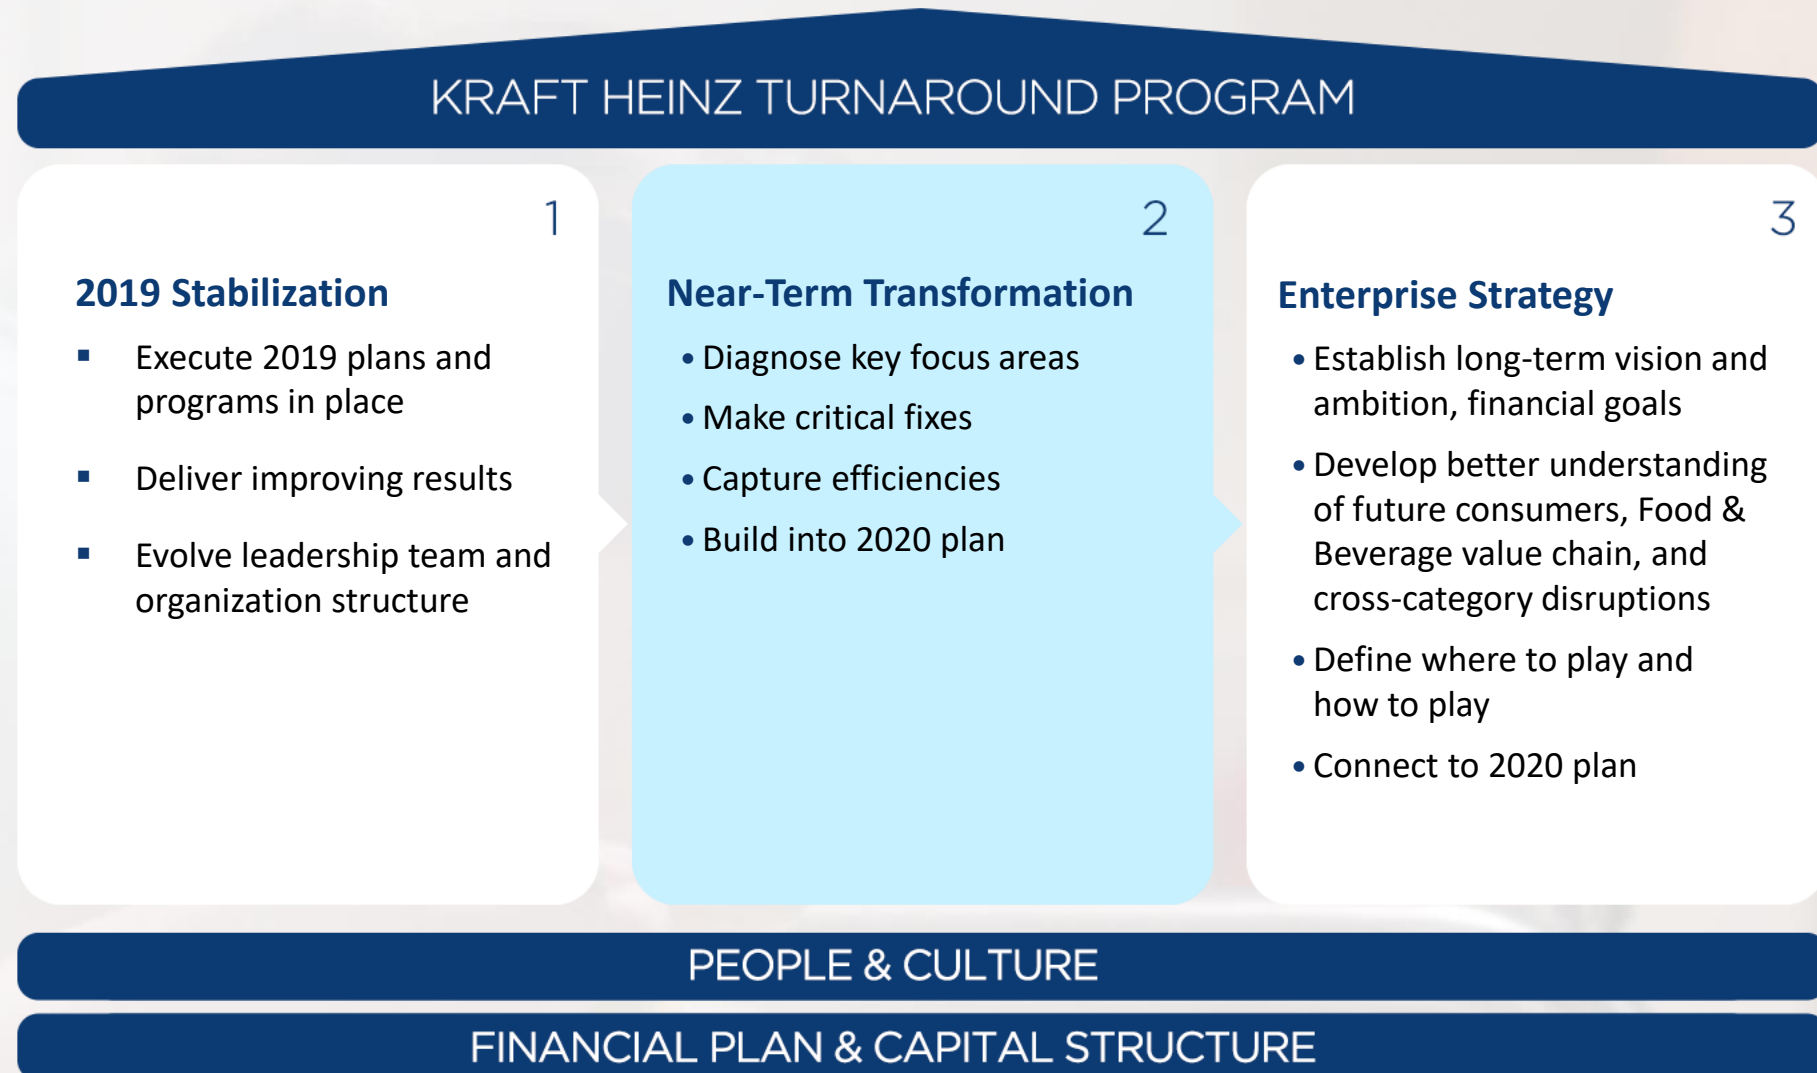 KRAFT HEINZ TURNAROUND PROGRAM
1
2019 Stabilization
▪ Execute 2019 plans and
programs in place
▪ Deliver improving results
▪ Evolve leadership team and
organization structure
2
Near-Term Transformation
• Diagnose key focus areas
• Make critical fixes
• Capture efficiencies
• Build into 2020 plan
3
Enterprise Strategy
• Establish long-term vision and
ambition, financial goals
• Develop better understanding
of future consumers, Food &
Beverage value chain, and
cross-category disruptions
• Define where to play and
how to play
• Connect to 2020 plan
PEOPLE & CULTURE
FINANCIAL PLAN & CAPITAL STRUCTURE